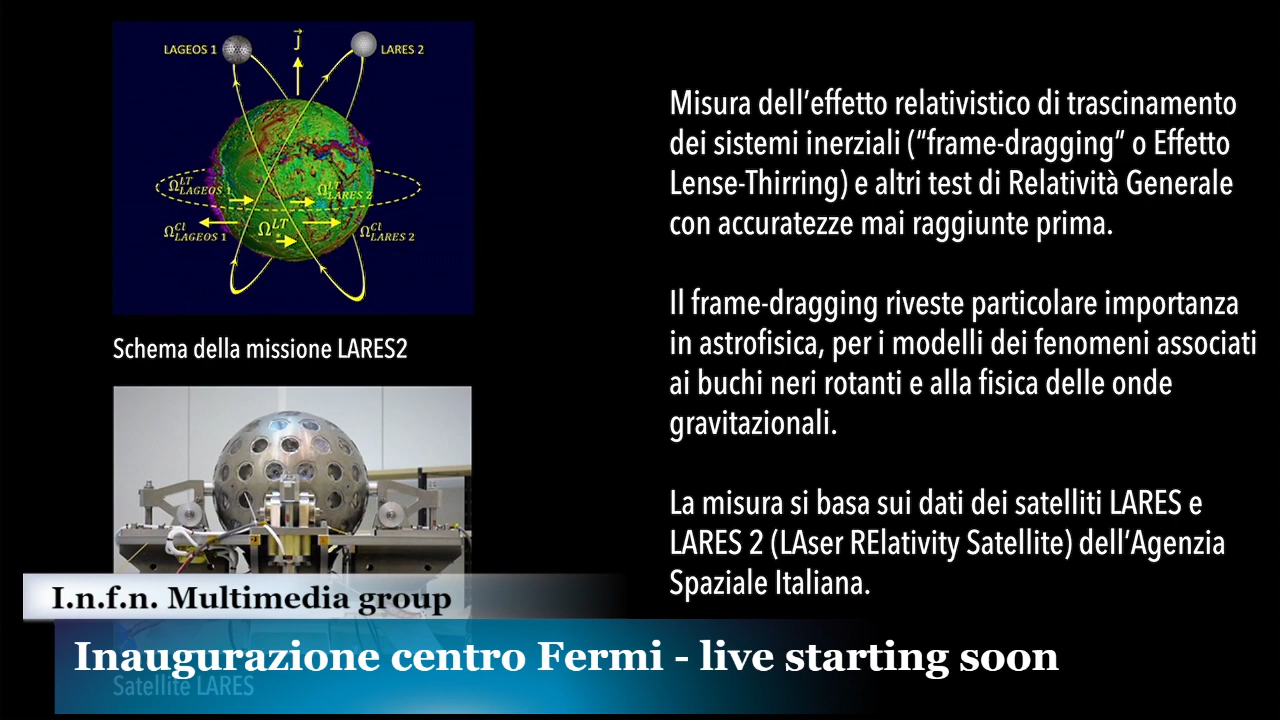 LAGEOS 1
J
LARES 2
Ω^LT_LAGEOS 1
Ω^LT_LARES 2
Ω^Cl_LAGEOS 1
Ω^LT
Ω^Cl_LARES 2
Schema della missione LARES2
Misura dell’effetto relativistico di trascinamento
dei sistemi inerziali (“frame-dragging” o Effetto
Lense-Thirring) e altri test di Relatività Generale
con accuratezze mai raggiunte prima.
Il frame-dragging riveste particolare importanza
in astrofisica, per i modelli dei fenomeni associati
ai buchi neri rotanti e alla fisica delle onde
gravitazionali.
La misura si basa sui dati dei satelliti LARES e
LARES 2 (LAser RElativity Satellite) dell’Agenzia
Spaziale Italiana.
I.n.f.n. Multimedia group
Inaugurazione centro Fermi - live starting soon
Satellite LARES